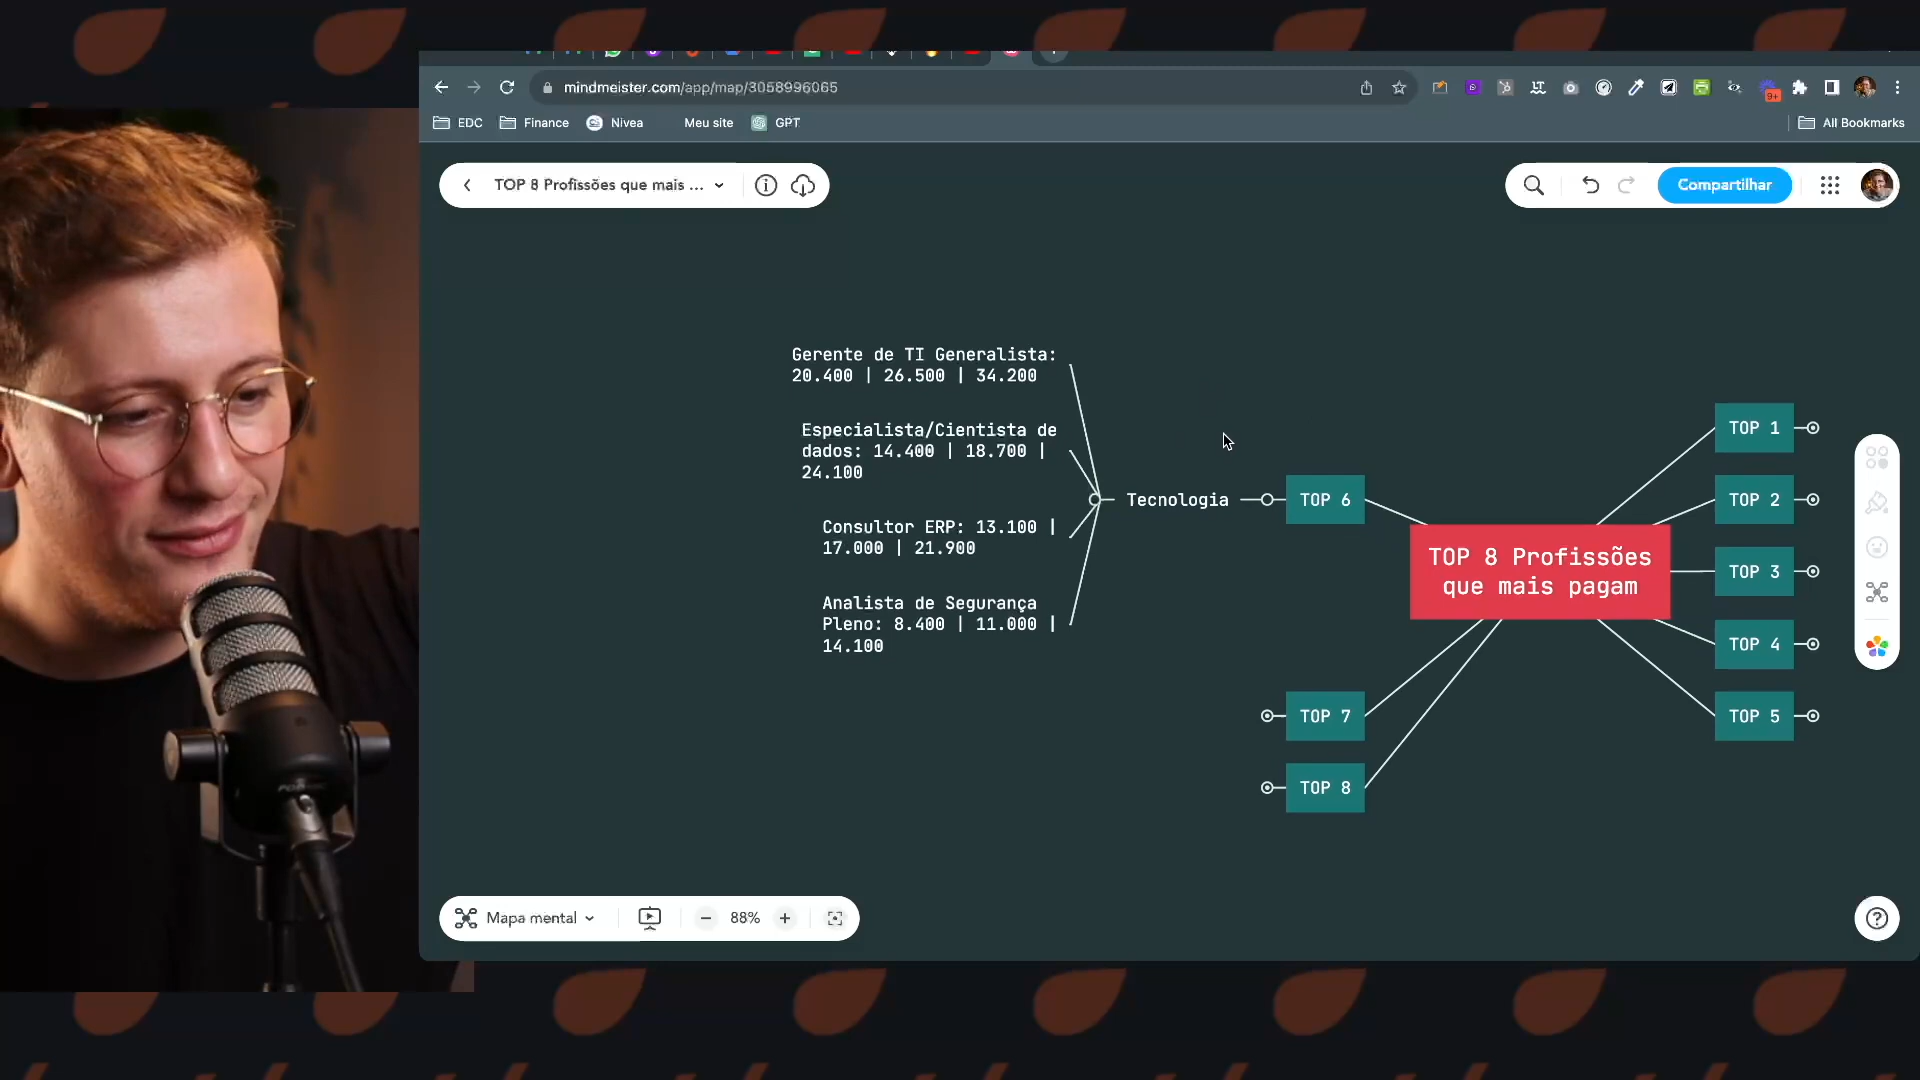 mindmeister.com/app/map/3058996065
9+
EDC
Finance
Nivea
Meu site
GPT
All Bookmarks
TOP 8 Profissões que mais ...
Compartilhar
Gerente de TI Generalista:
20.400 | 26.500 | 34.200
Especialista/Cientista de
dados: 14.400 | 18.700 |
24.100
Consultor ERP: 13.100 |
17.000 | 21.900
Analista de Segurança
Pleno: 8.400 | 11.000 |
14.100
Tecnologia
TOP 6
TOP 7
TOP 8
TOP 8 Profissões
que mais pagam
TOP 1
TOP 2
TOP 3
TOP 4
TOP 5
Mapa mental
88%